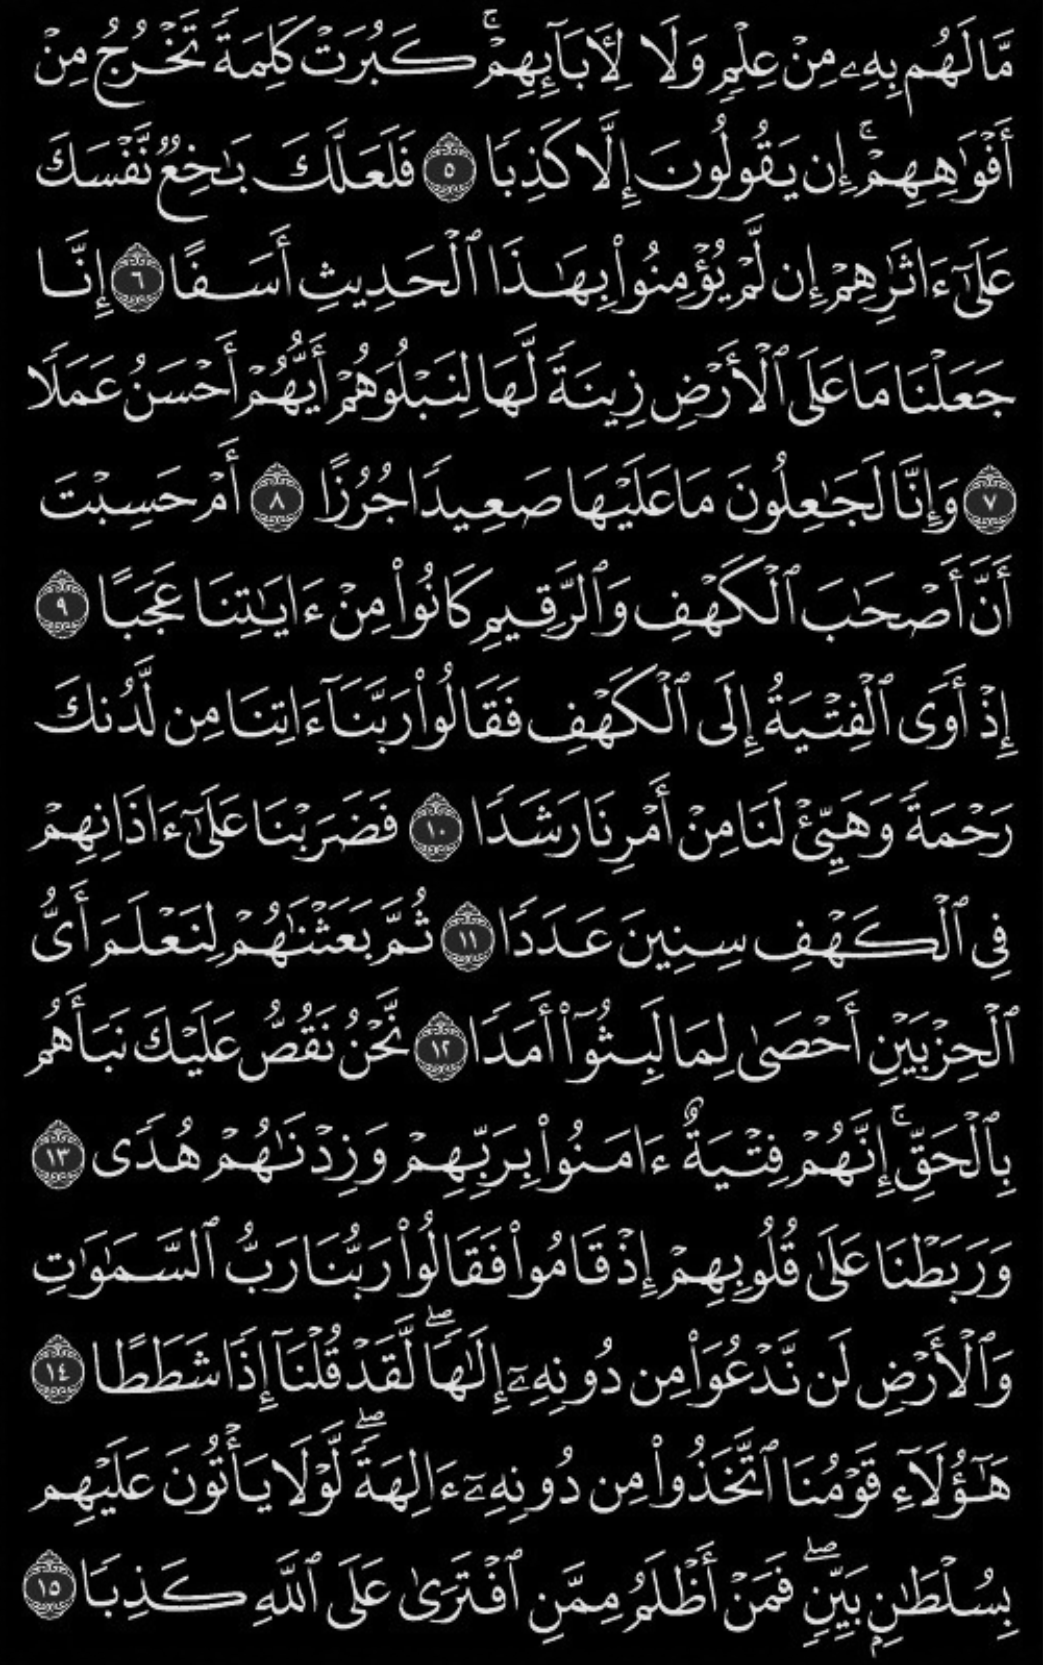 مَّا لَهُم بِهِۦ مِنْ عِلْمٍ وَلَا لِأَبَآئِهِمْ ۚ كَبُرَتْ كَلِمَةً تَخْرُجُ مِنْ
أَفْوَٰهِهِمْ ۚ إِن يَقُولُونَ إِلَّا كَذِبًا ٥ فَلَعَلَّكَ بَـٰخِعٌ نَّفْسَكَ
عَلَىٰٓ ءَاثَـٰرِهِمْ إِن لَّمْ يُؤْمِنُوا۟ بِهَـٰذَا ٱلْحَدِيثِ أَسَفًا ٦ إِنَّا
جَعَلْنَا مَا عَلَى ٱلْأَرْضِ زِينَةً لَّهَا لِنَبْلُوَهُمْ أَيُّهُمْ أَحْسَنُ عَمَلًا
٧ وَإِنَّا لَجَـٰعِلُونَ مَا عَلَيْهَا صَعِيدًا جُرُزًا ٨ أَمْ حَسِبْتَ
أَنَّ أَصْحَـٰبَ ٱلْكَهْفِ وَٱلرَّقِيمِ كَانُوا۟ مِنْ ءَايَـٰتِنَا عَجَبًا ٩
إِذْ أَوَى ٱلْفِتْيَةُ إِلَى ٱلْكَهْفِ فَقَالُوا۟ رَبَّنَآ ءَاتِنَا مِن لَّدُنكَ
رَحْمَةً وَهَيِّئْ لَنَا مِنْ أَمْرِنَا رَشَدًا ١٠ فَضَرَبْنَا عَلَىٰٓ ءَاذَانِهِمْ
فِى ٱلْكَهْفِ سِنِينَ عَدَدًا ١١ ثُمَّ بَعَثْنَـٰهُمْ لِنَعْلَمَ أَىُّ
ٱلْحِزْبَيْنِ أَحْصَىٰ لِمَا لَبِثُوٓا۟ أَمَدًا ١٢ نَّحْنُ نَقُصُّ عَلَيْكَ نَبَأَهُم
بِٱلْحَقِّ ۚ إِنَّهُمْ فِتْيَةٌ ءَامَنُوا۟ بِرَبِّهِمْ وَزِدْنَـٰهُمْ هُدًى ١٣
وَرَبَطْنَا عَلَىٰ قُلُوبِهِمْ إِذْ قَامُوا۟ فَقَالُوا۟ رَبُّنَا رَبُّ ٱلسَّمَـٰوَٰتِ
وَٱلْأَرْضِ لَن نَّدْعُوَا۟ مِن دُونِهِۦٓ إِلَـٰهًا ۖ لَّقَدْ قُلْنَآ إِذًا شَطَطًا ١٤
هَـٰٓؤُلَآءِ قَوْمُنَا ٱتَّخَذُوا۟ مِن دُونِهِۦٓ ءَالِهَةً ۖ لَّوْلَا يَأْتُونَ عَلَيْهِم
بِسُلْطَـٰنٍۭ بَيِّنٍ ۖ فَمَنْ أَظْلَمُ مِمَّنِ ٱفْتَرَىٰ عَلَى ٱللَّهِ كَذِبًا ١٥